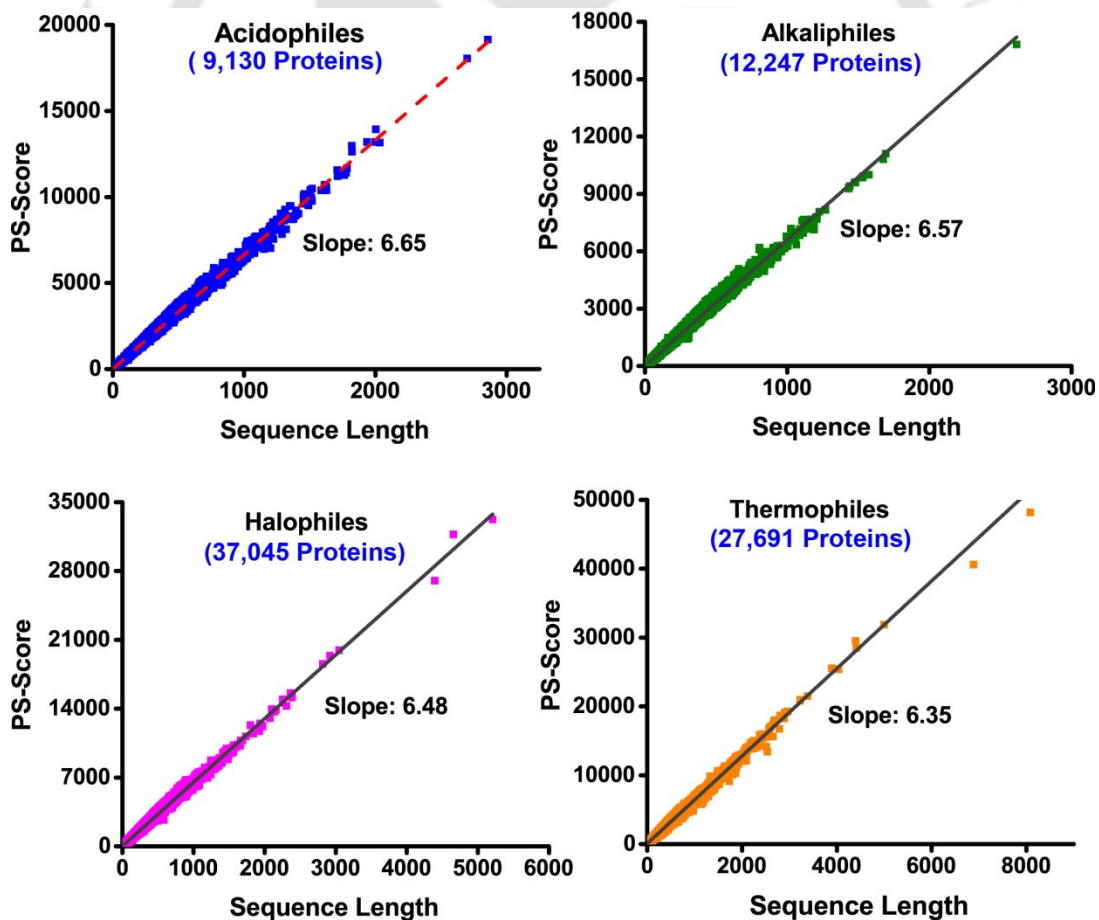 Acidophiles
( 9,130 Proteins)
PS-Score
20000
15000
10000
5000
0
Slope: 6.65
0 1000 2000 3000
Sequence Length
Alkaliphiles
(12,247 Proteins)
PS-Score
18000
15000
12000
9000
6000
3000
0
Slope: 6.57
0 1000 2000 3000
Sequence Length
Halophiles
(37,045 Proteins)
PS-Score
35000
28000
21000
14000
7000
0
Slope: 6.48
0 1000 2000 3000 4000 5000 6000
Sequence Length
Thermophiles
(27,691 Proteins)
PS-Score
50000
40000
30000
20000
10000
0
Slope: 6.35
0 2000 4000 6000 8000
Sequence Length